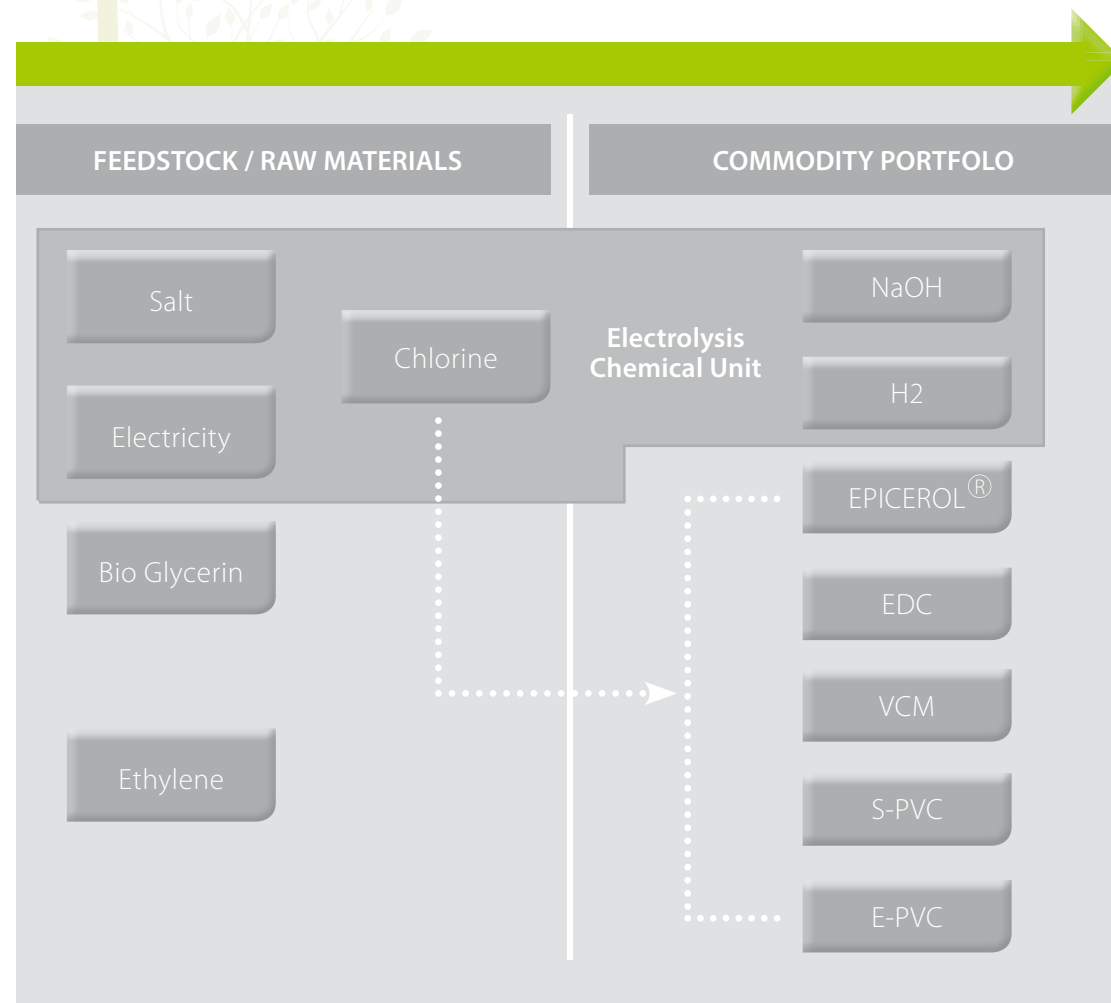 FEEDSTOCK / RAW MATERIALS
COMMODITY PORTFOLO
Salt
Electricity
Bio Glycerin
Ethylene
Chlorine
Electrolysis
Chemical Unit
NaOH
H2
EPICEROL®
EDC
VCM
S-PVC
E-PVC